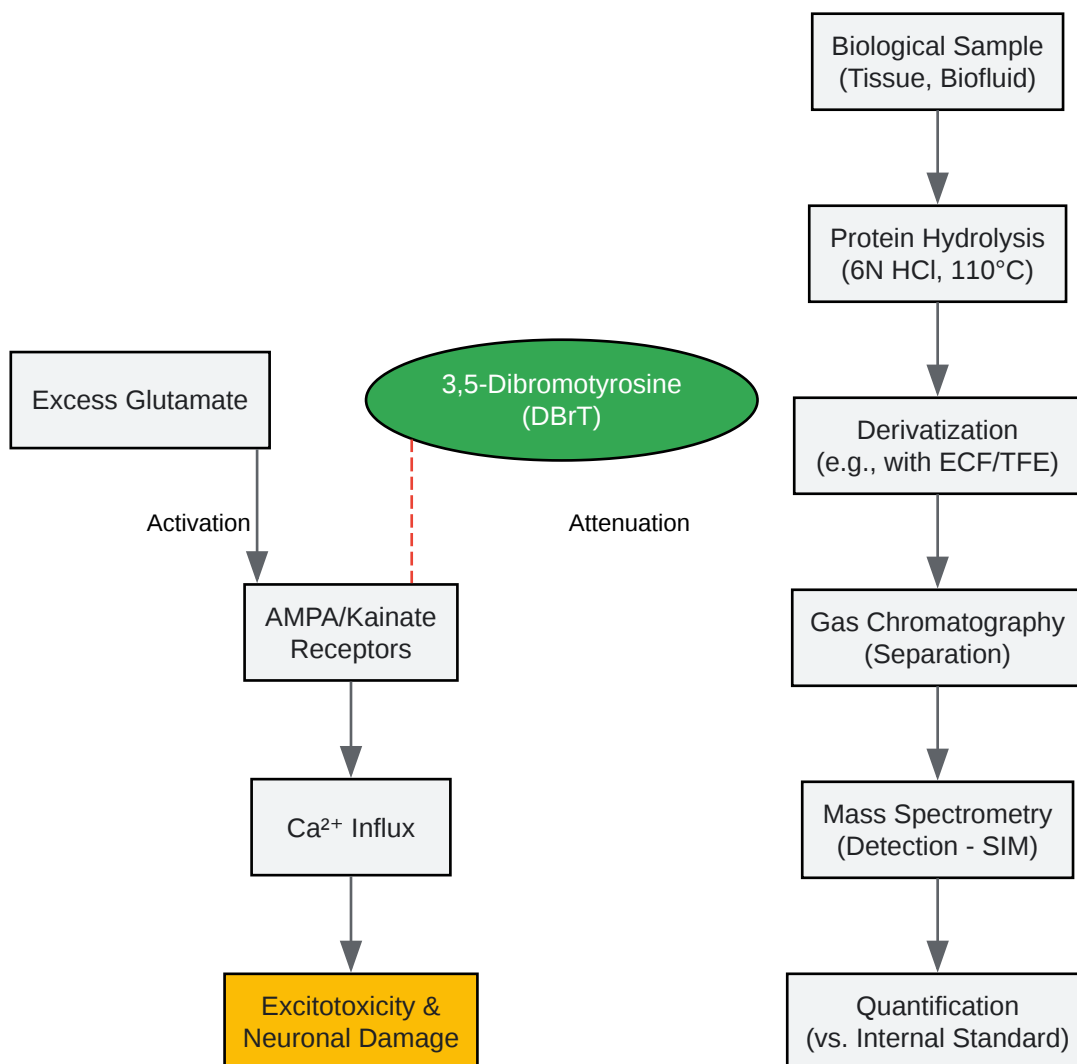 Excess Glutamate
3,5-Dibromotyrosine
(DBrT)
Activation
Attenuation
AMPA/Kainate
Receptors
Ca²⁺ Influx
Excitotoxicity &
Neuronal Damage
Biological Sample
(Tissue, Biofluid)
Protein Hydrolysis
(6N HCl, 110°C)
Derivatization
(e.g., with ECF/TFE)
Gas Chromatography
(Separation)
Mass Spectrometry
(Detection - SIM)
Quantification
(vs. Internal Standard)